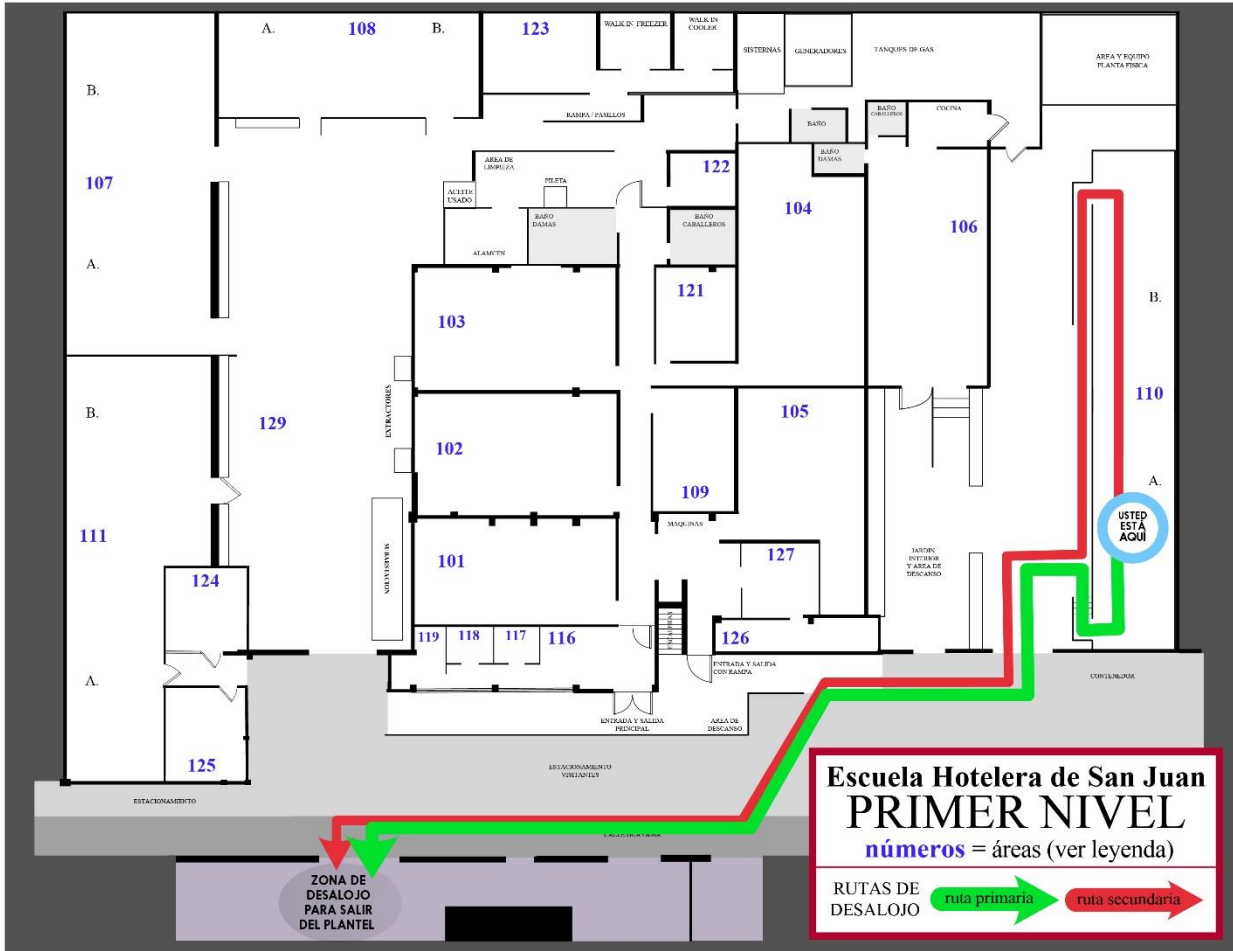 A.
108
B.
123
WALK IN FREEZER
WALK IN
COOLER
SISTERNAS
GENERADORES
TANQUES DE GAS
AREA Y EQUIPO
PLANTA FISICA
B.
RAMPA / PASILLOS
BAÑO
BAÑO
CABALLEROS
COCINA
107
AREA DE
LIMPIEZA
BAÑO
DAMAS
122
ACEITE
USADO
PILETA
104
106
BAÑO
DAMAS
BAÑO
CABALLEROS
A.
ALAMCEN
121
B.
103
110
B.
129
EXTRACTORES
102
105
109
A.
MAQUINAS
USTED
ESTÁ
AQUÍ
111
101
127
JARDIN
INTERIOR
Y AREA DE
DESCANSO
124
SUBESTACION
119
118
117
116
ESCALERAS
126
A.
ENTRADA Y SALIDA
CON RAMPA
CONTENEDOR
ENTRADA Y SALIDA
PRINCIPAL
AREA DE
DESCANSO
125
ESTACIONAMIENTO
VISITANTES
ESTACIONAMIENTO
ZONA DE
DESALOJO
PARA SALIR
DEL PLANTEL
Escuela Hotelera de San Juan
PRIMER NIVEL
números = áreas (ver leyenda)
RUTAS DE
DESALOJO
ruta primaria
ruta secundaria